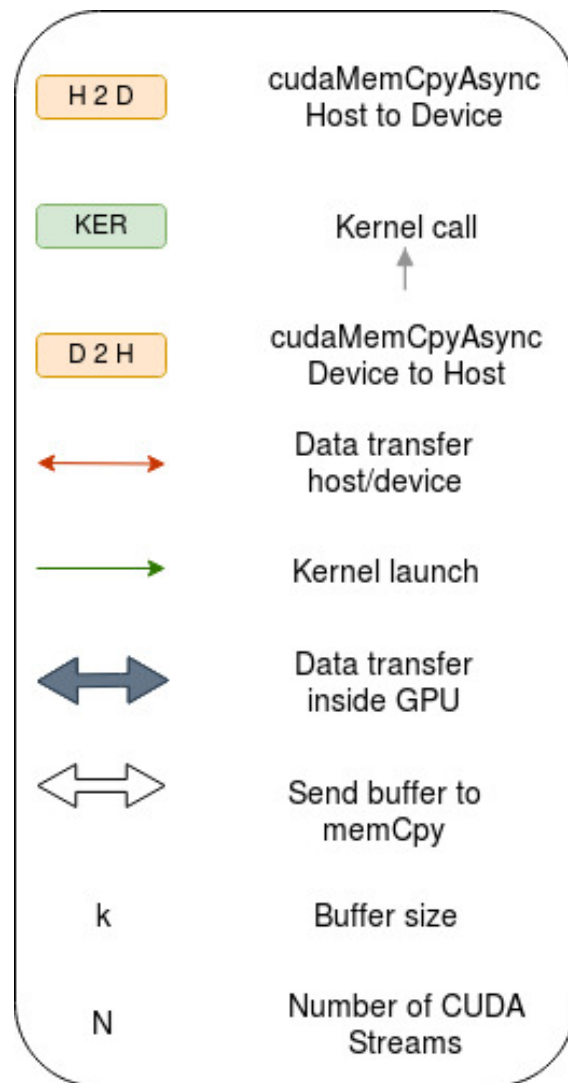 H 2 D
cudaMemCpyAsync
Host to Device
KER
Kernel call
D 2 H
cudaMemCpyAsync
Device to Host
Data transfer
host/device
Kernel launch
Data transfer
inside GPU
Send buffer to
memCpy
k
Buffer size
N
Number of CUDA
Streams